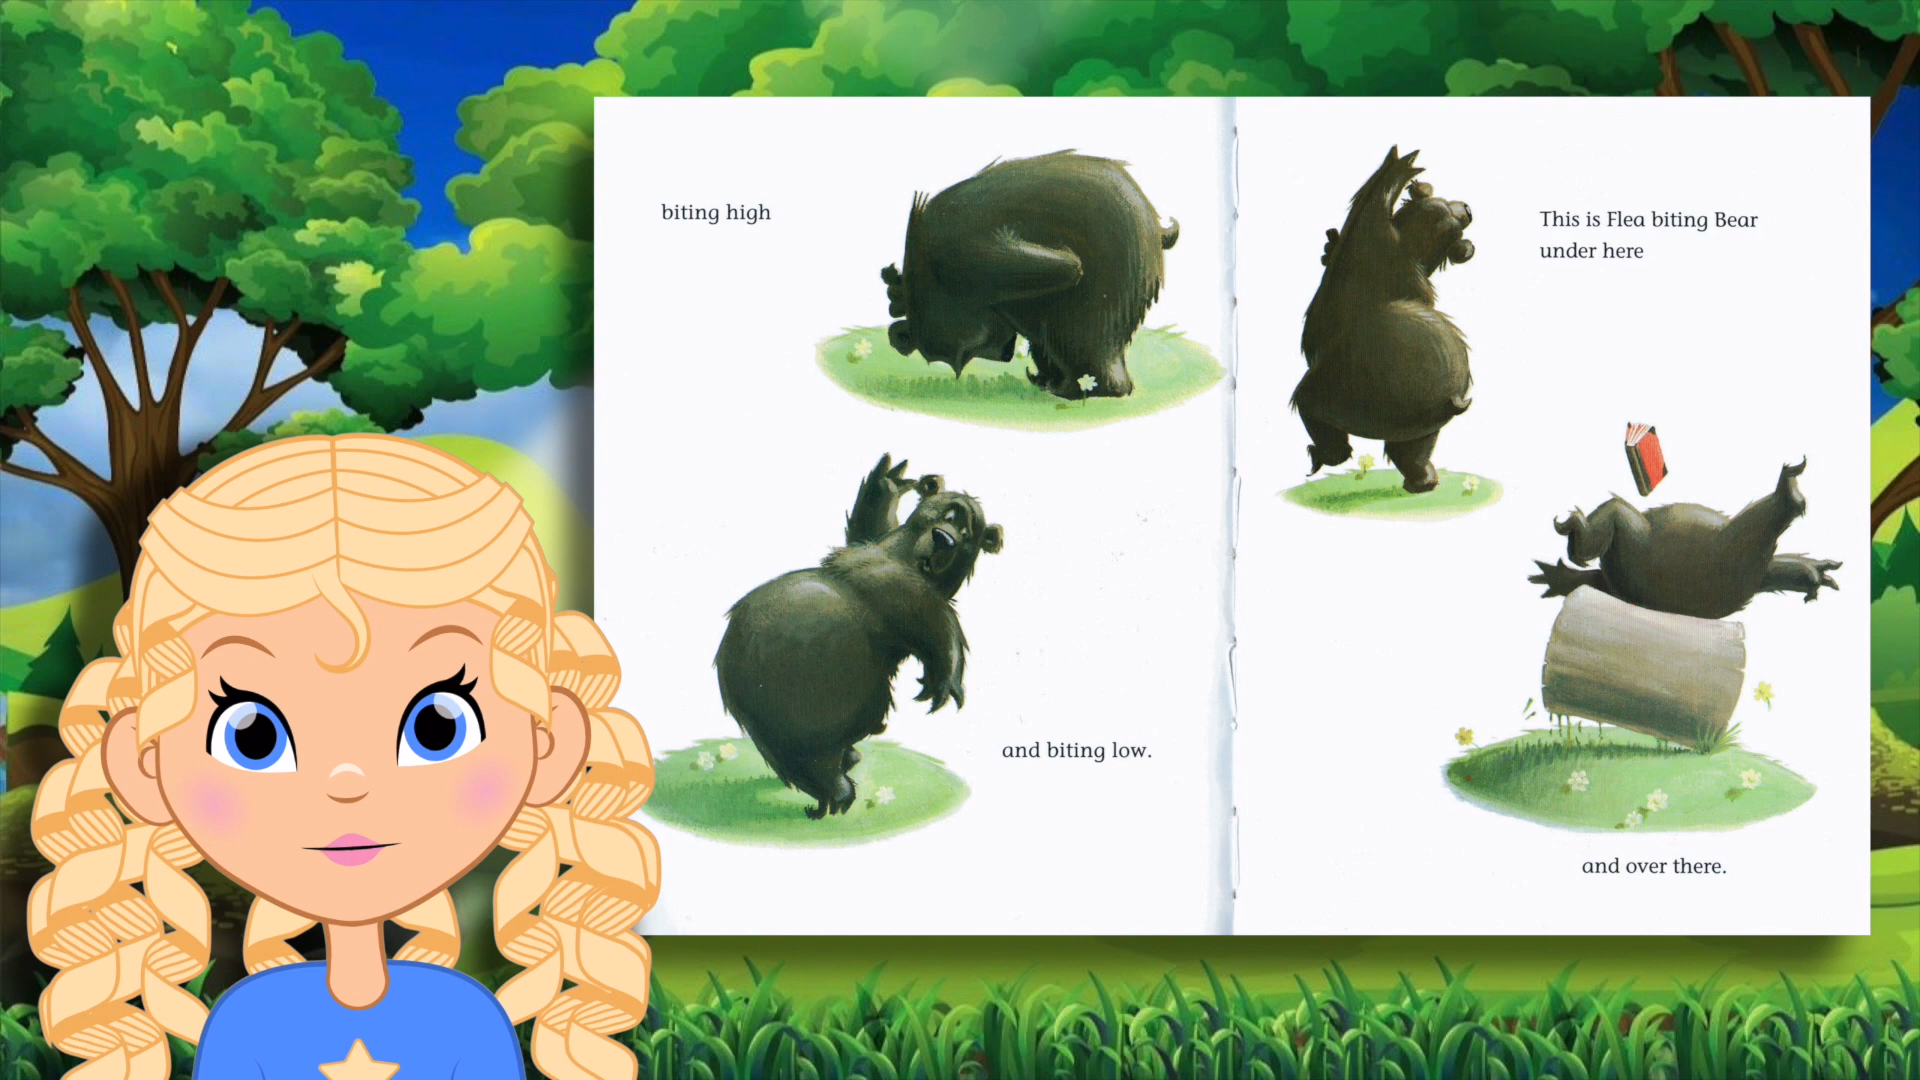 biting high
and biting low.
This is Flea biting Bear
under here
and over there.